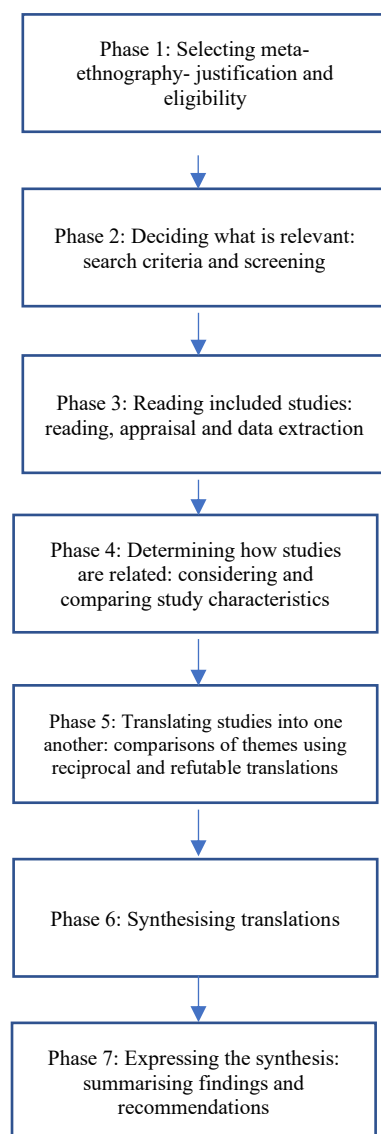 Phase 1: Selecting meta-
ethnography- justification and
eligibility
Phase 2: Deciding what is relevant:
search criteria and screening
Phase 3: Reading included studies:
reading, appraisal and data extraction
Phase 4: Determining how studies
are related: considering and
comparing study characteristics
Phase 5: Translating studies into one
another: comparisons of themes using
reciprocal and refutable translations
Phase 6: Synthesising translations
Phase 7: Expressing the synthesis:
summarising findings and
recommendations